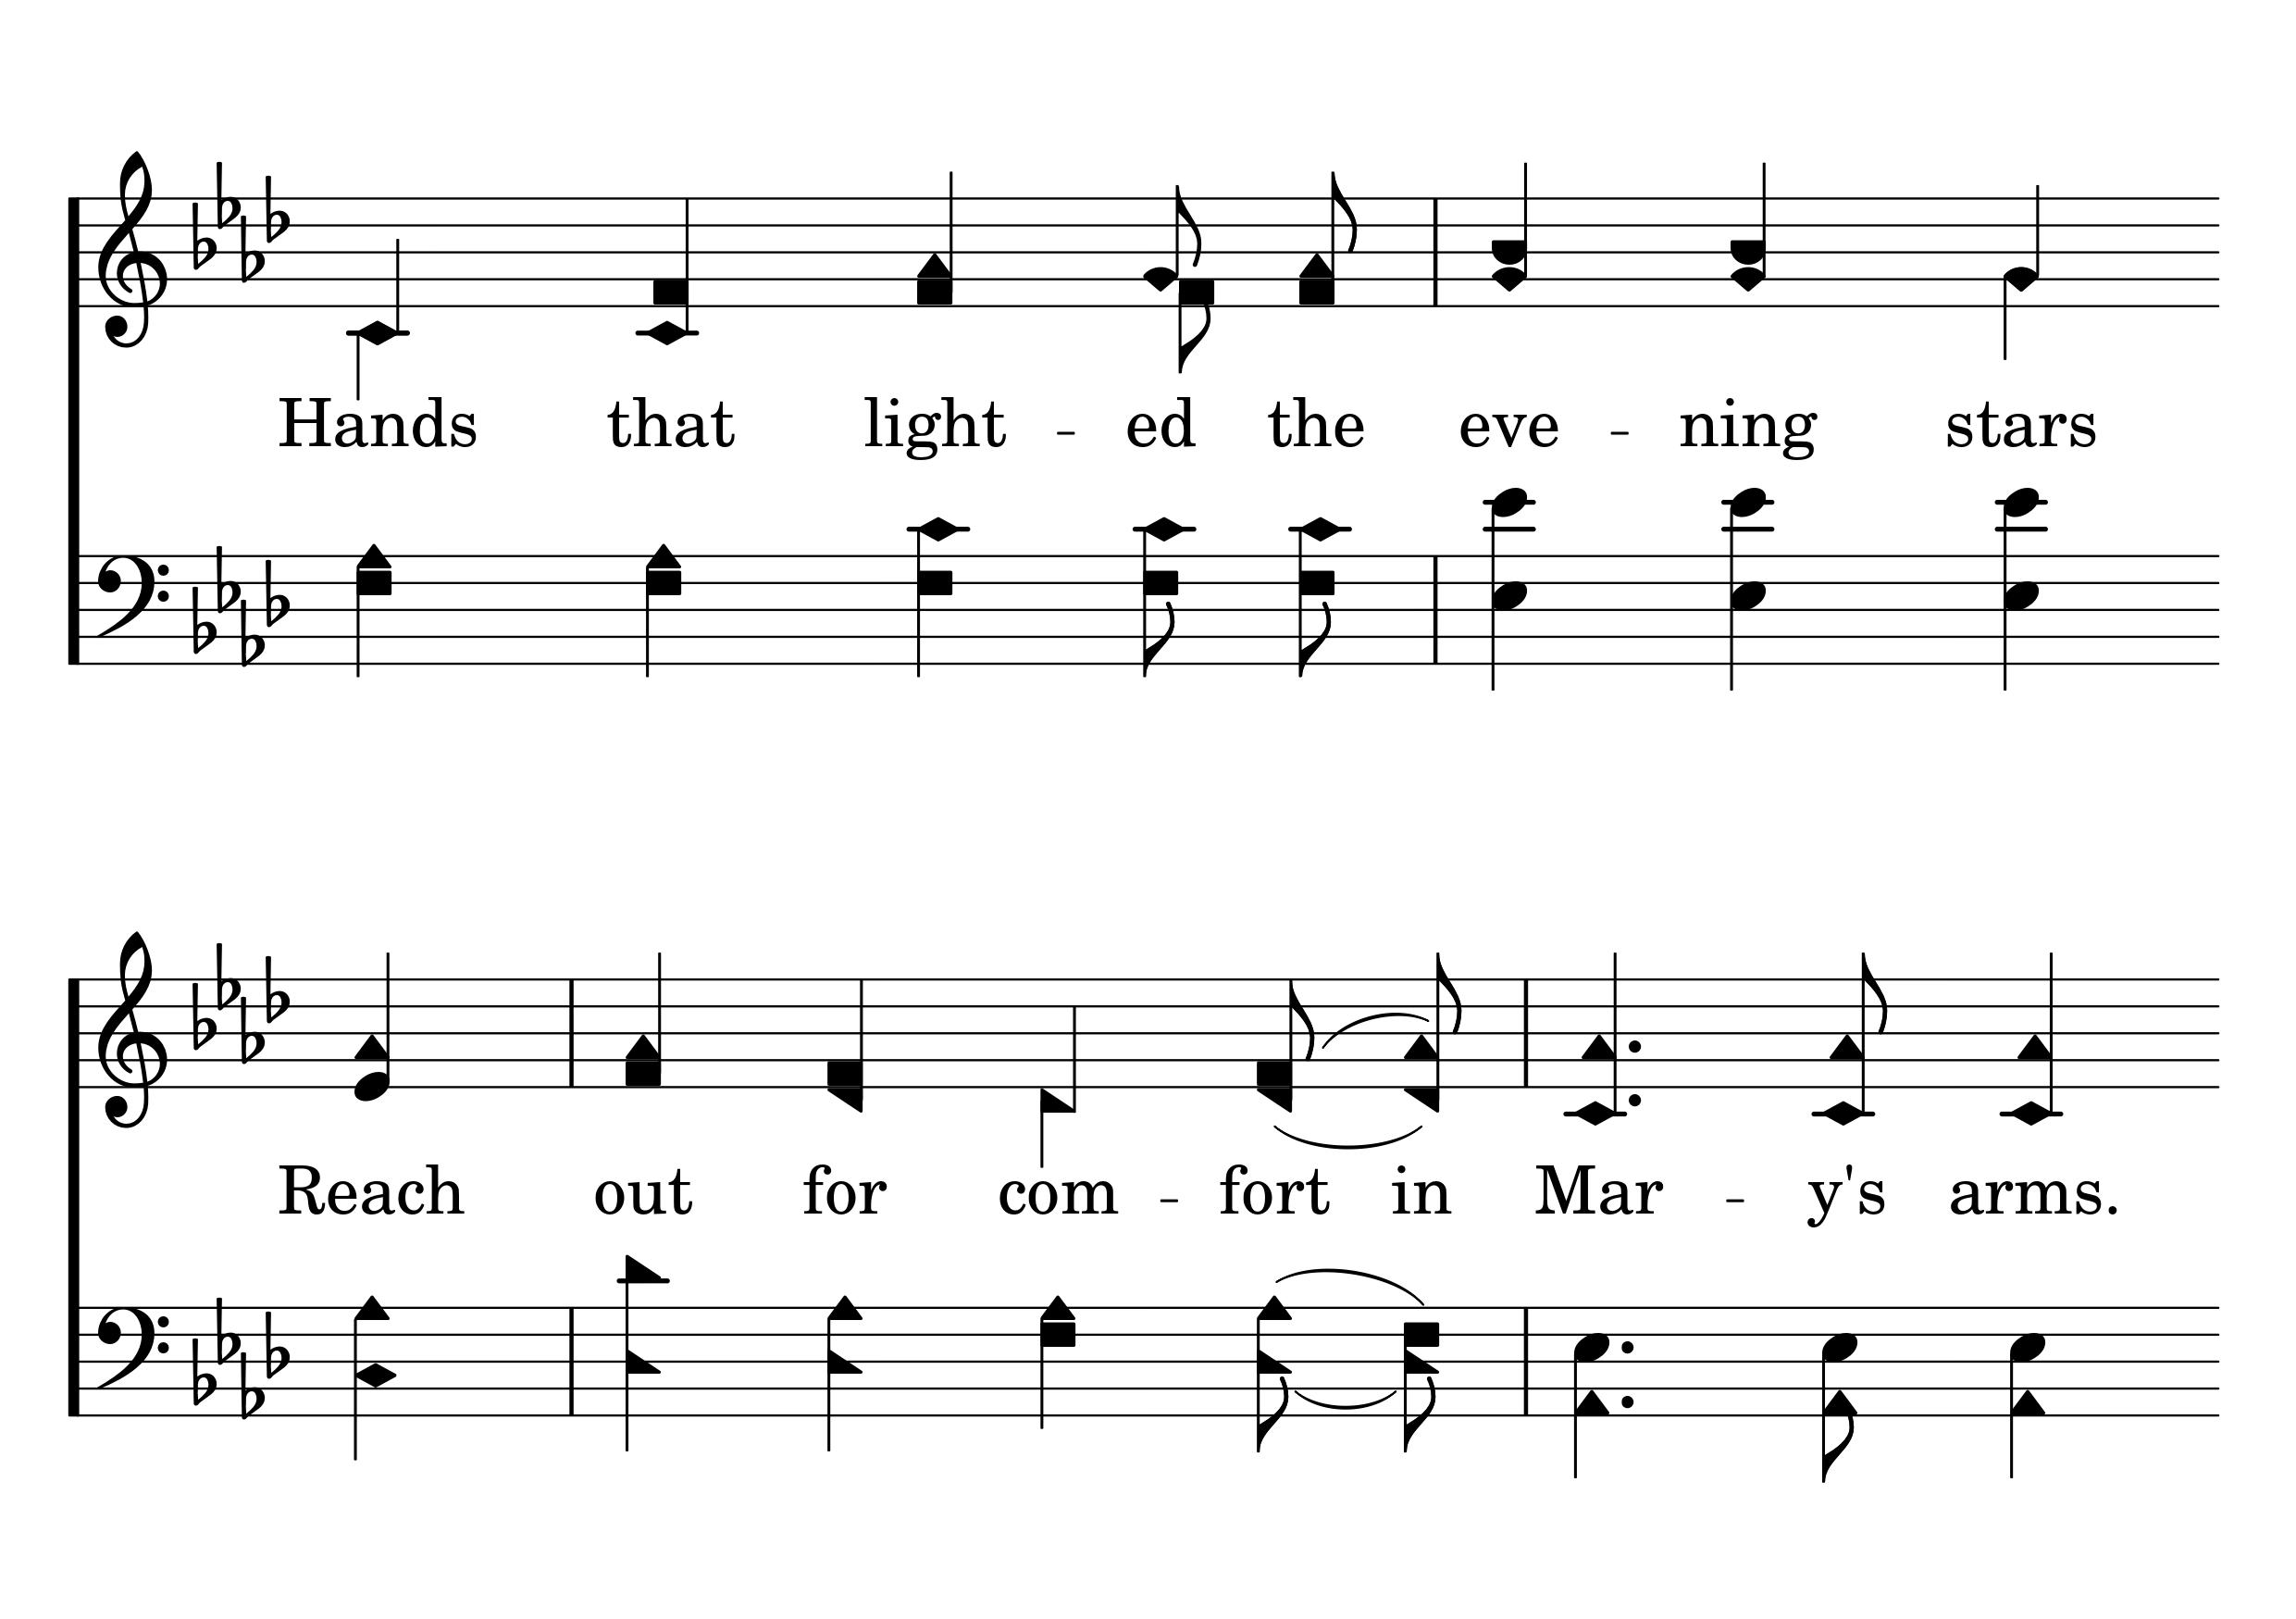 Hands that light - ed the eve - ning stars
Reach out for com - fort in Mar - y's arms.